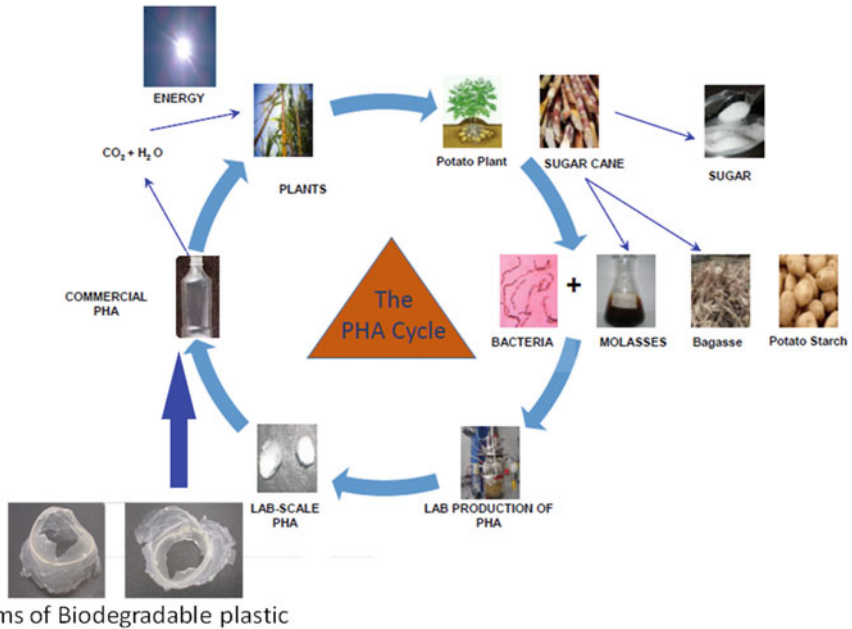 ENERGY
CO₂ + H₂ O
PLANTS
Potato Plant
SUGAR CANE
SUGAR
COMMERCIAL
PHA
The
PHA Cycle
BACTERIA
+
MOLASSES
Bagasse
Potato Starch
LAB-SCALE
PHA
LAB PRODUCTION OF
PHA
ms of Biodegradable plastic